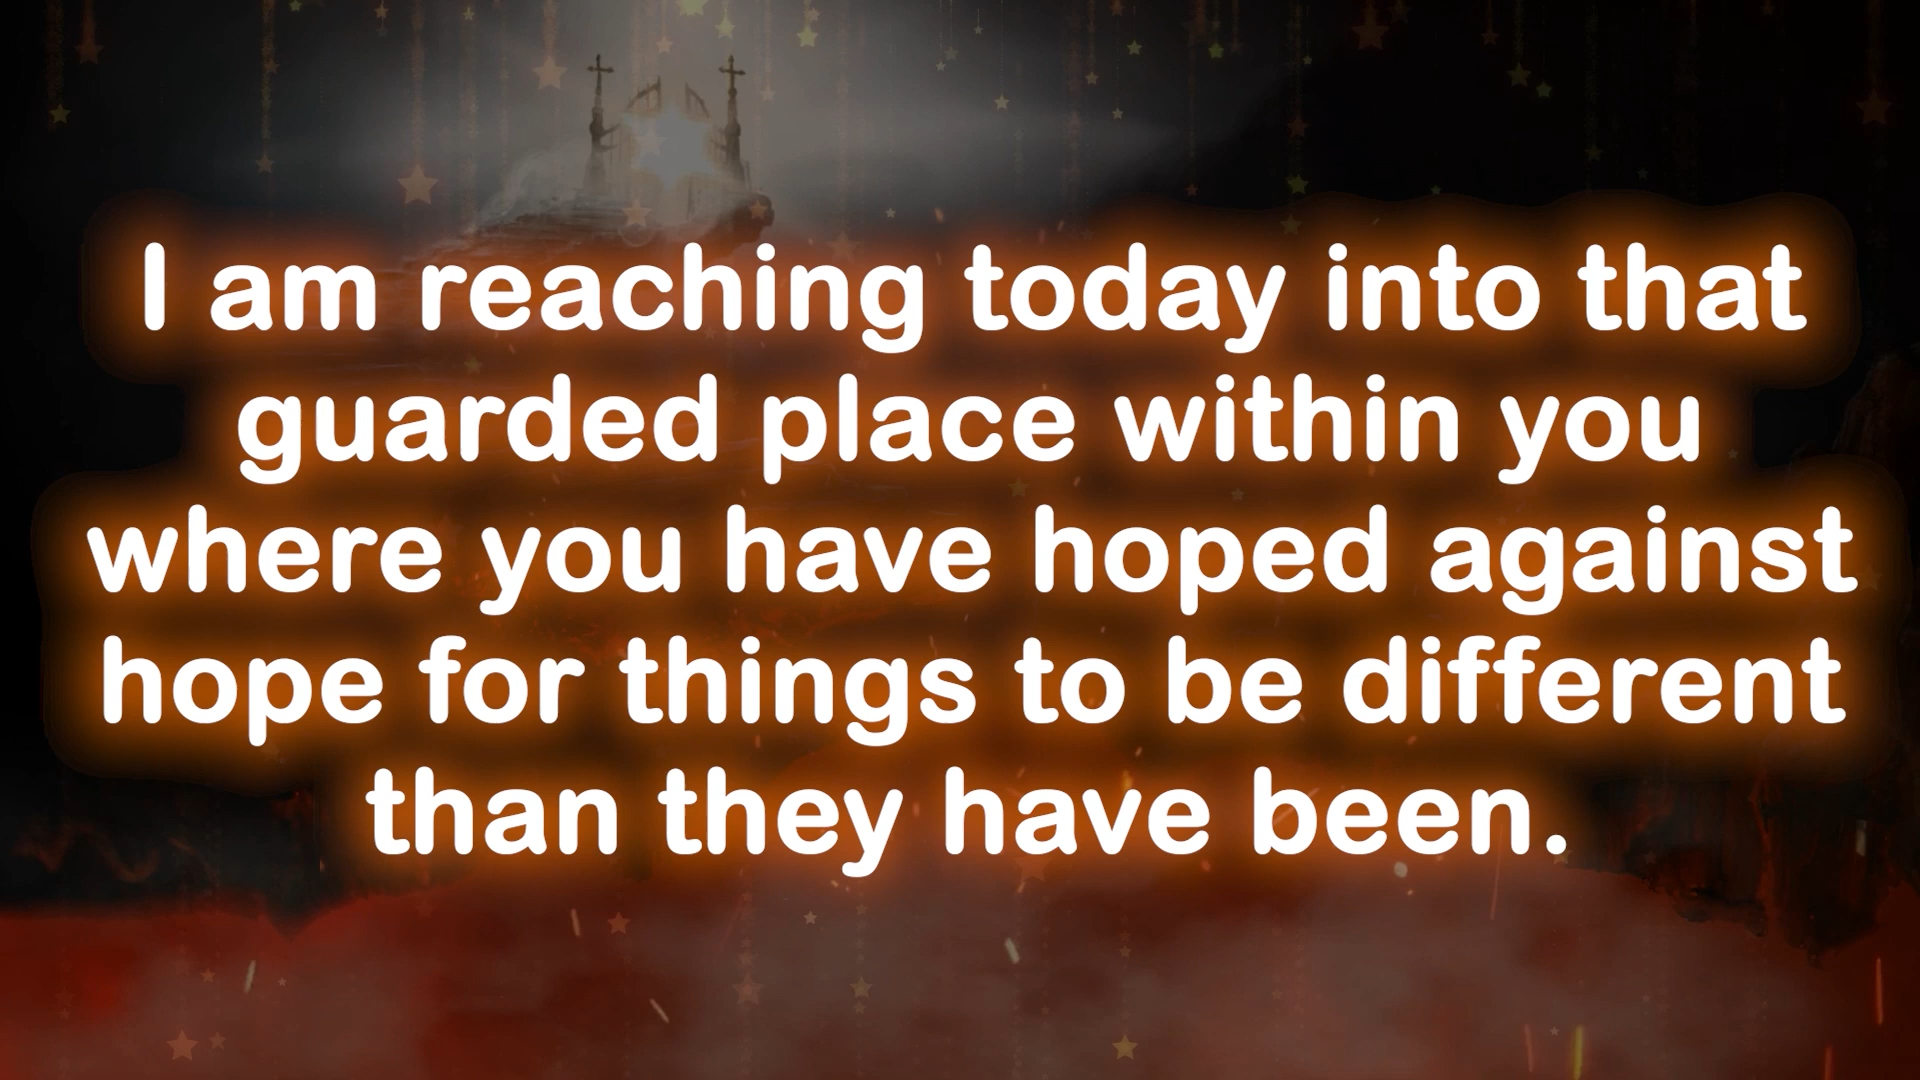 I am reaching today into that
guarded place within you
where you have hoped against
hope for things to be different
than they have been.